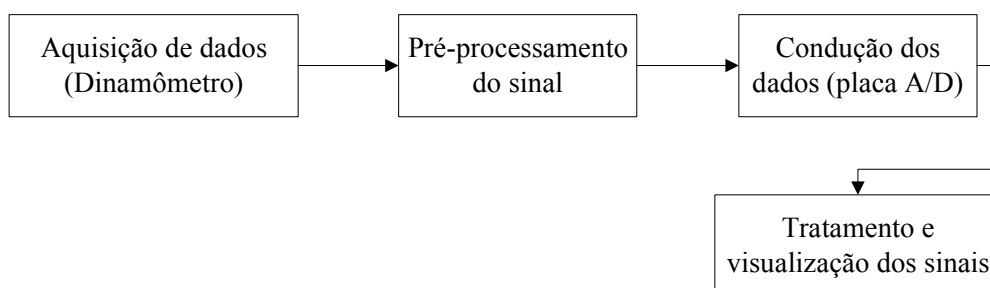 Aquisição de dados
(Dinamômetro)
Pré-processamento
do sinal
Condução dos
dados (placa A/D)
Tratamento e
visualização dos sinais